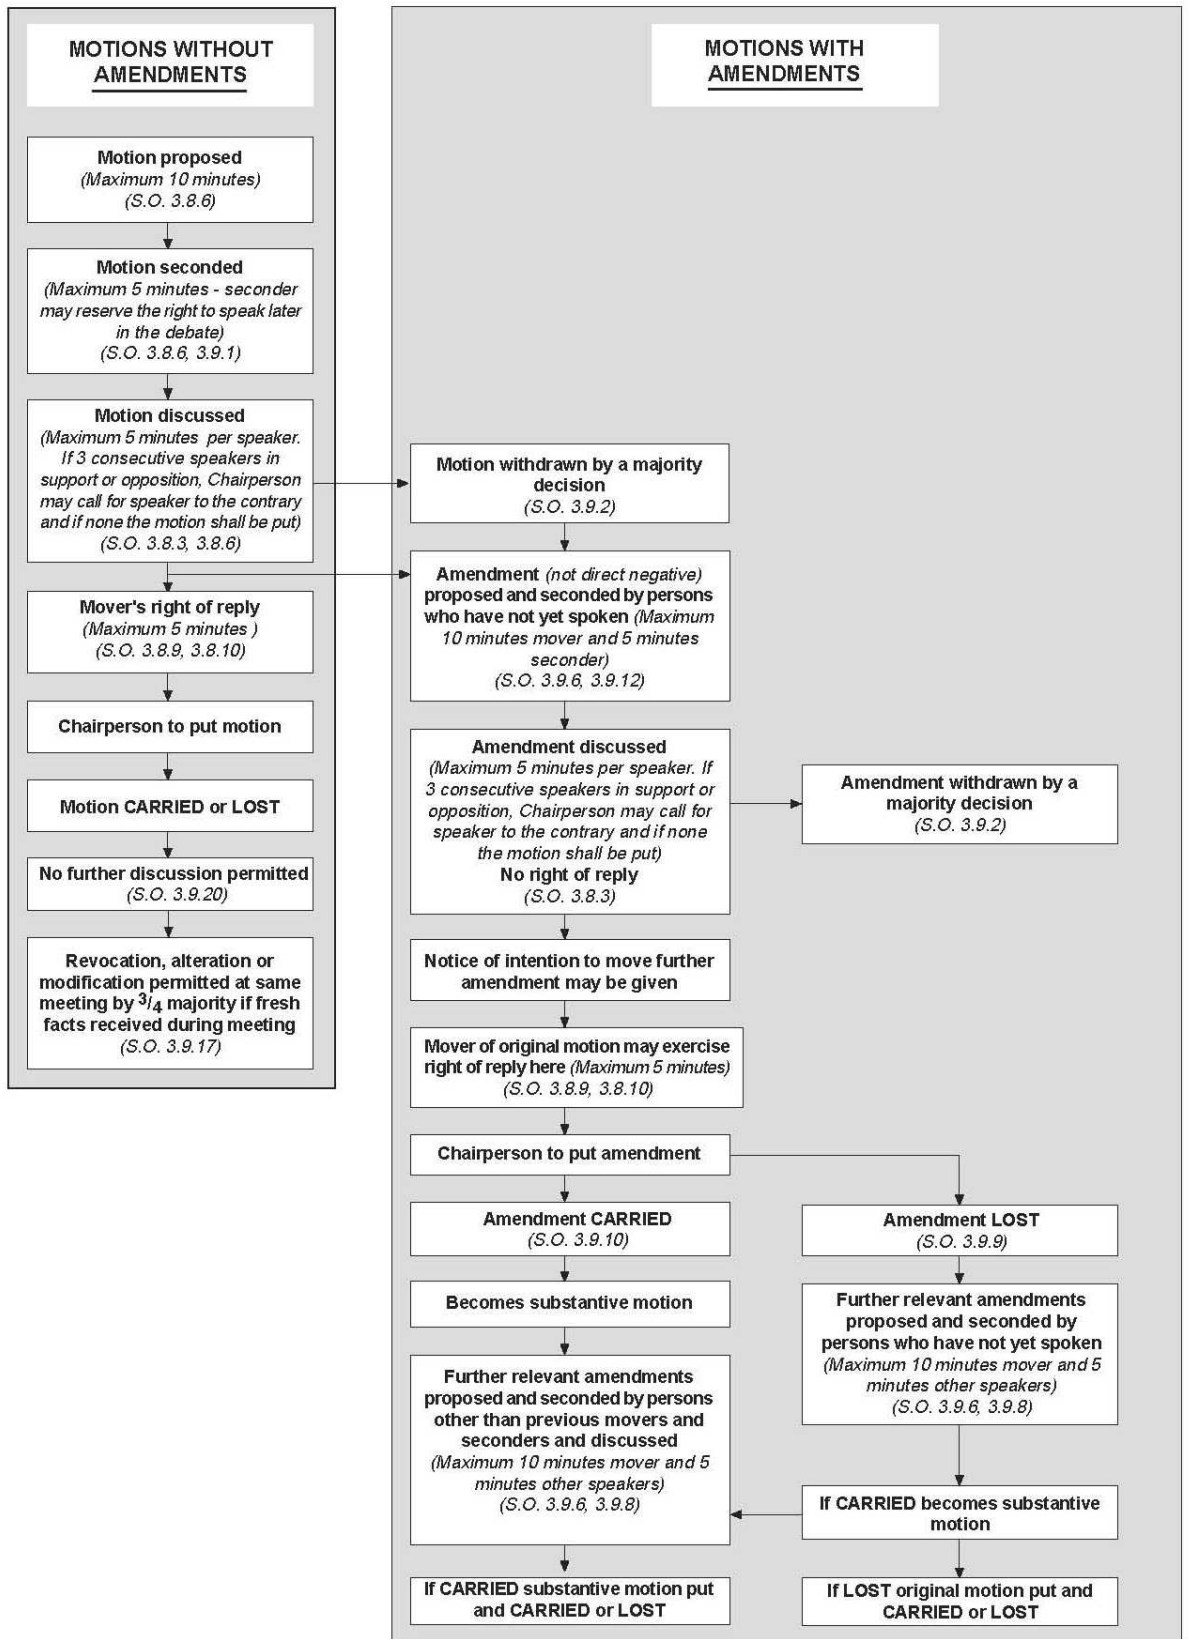 MOTIONS WITHOUT
AMENDMENTS
Motion proposed
(Maximum 10 minutes)
(S.O. 3.8.6)
Motion seconded
(Maximum 5 minutes - seconder
may reserve the right to speak later
in the debate)
(S.O. 3.8.6, 3.9.1)
Motion discussed
(Maximum 5 minutes per speaker.
If 3 consecutive speakers in
support or opposition, Chairperson
may call for speaker to the contrary
and if none the motion shall be put)
(S.O. 3.8.3, 3.8.6)
Mover's right of reply
(Maximum 5 minutes )
(S.O. 3.8.9, 3.8.10)
Chairperson to put motion
Motion CARRIED or LOST
No further discussion permitted
(S.O. 3.9.20)
Revocation, alteration or
modification permitted at same
meeting by 3/4 majority if fresh
facts received during meeting
(S.O. 3.9.17)
MOTIONS WITH
AMENDMENTS
Motion withdrawn by a majority
decision
(S.O. 3.9.2)
Amendment (not direct negative)
proposed and seconded by persons
who have not yet spoken (Maximum
10 minutes mover and 5 minutes
seconder)
(S.O. 3.9.6, 3.9.12)
Amendment discussed
(Maximum 5 minutes per speaker. If
3 consecutive speakers in support or
opposition, Chairperson may call for
speaker to the contrary and if none
the motion shall be put)
No right of reply
(S.O. 3.8.3)
Amendment withdrawn by a
majority decision
(S.O. 3.9.2)
Notice of intention to move further
amendment may be given
Mover of original motion may exercise
right of reply here (Maximum 5 minutes)
(S.O. 3.8.9, 3.8.10)
Chairperson to put amendment
Amendment CARRIED
(S.O. 3.9.10)
Becomes substantive motion
Further relevant amendments
proposed and seconded by persons
other than previous movers and
seconders and discussed
(Maximum 10 minutes mover and 5
minutes other speakers)
(S.O. 3.9.6, 3.9.8)
If CARRIED substantive motion put
and CARRIED or LOST
Amendment LOST
(S.O. 3.9.9)
Further relevant amendments
proposed and seconded by
persons who have not yet spoken
(Maximum 10 minutes mover and 5
minutes other speakers)
(S.O. 3.9.6, 3.9.8)
If CARRIED becomes substantive
motion
If LOST original motion put and
CARRIED or LOST